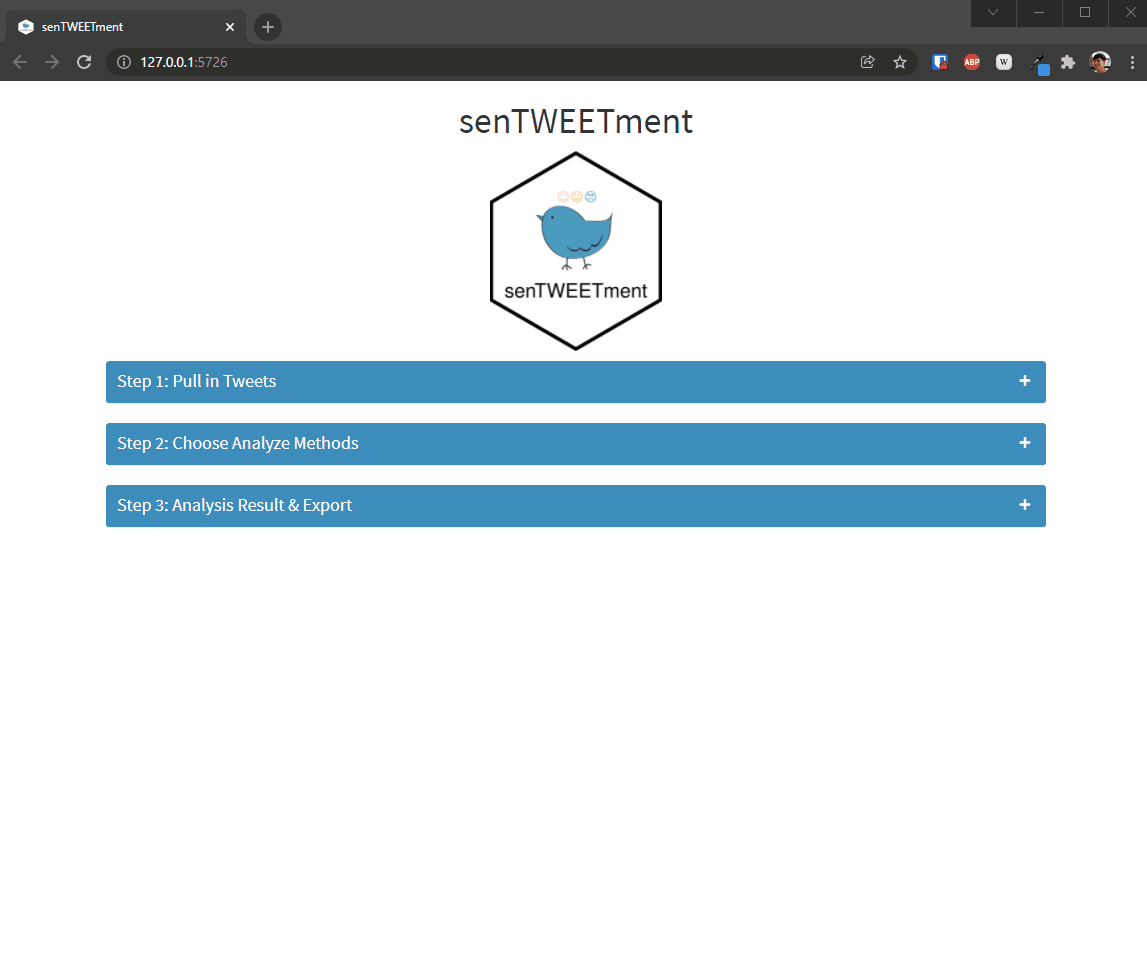 senTWEETment
127.0.0.1:5726
ABP
W
senTWEETment
senTWEETment
Step 1: Pull in Tweets
Step 2: Choose Analyze Methods
Step 3: Analysis Result & Export